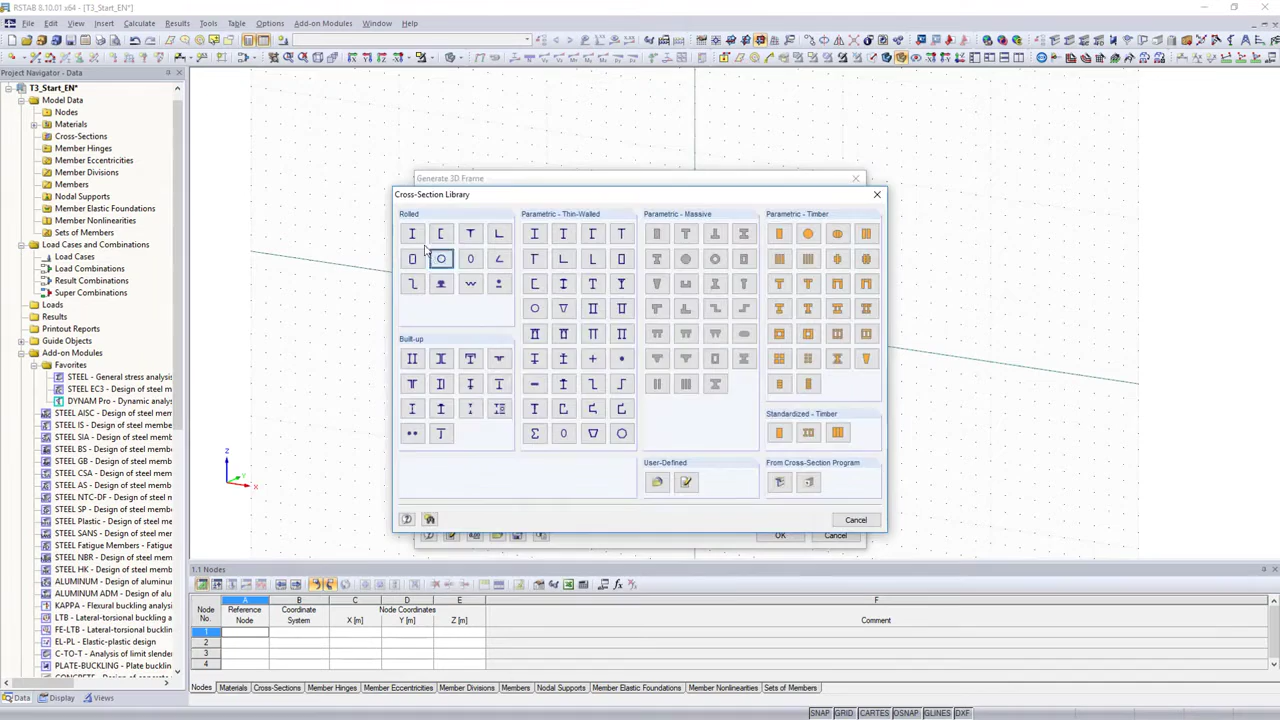 RSTAB 8.10.01 x64 - [T3_Start_EN*]
File Edit View Insert Calculate Results Tools Table Options Add-on Modules Window Help
Project Navigator - Data
T3_Start_EN*
Model Data
Nodes
Materials
Cross-Sections
Member Hinges
Member Eccentricities
Member Divisions
Members
Nodal Supports
Member Elastic Foundations
Member Nonlinearities
Sets of Members
Load Cases and Combinations
Load Cases
Load Combinations
Result Combinations
Super Combinations
Loads
Results
Printout Reports
Guide Objects
Add-on Modules
Favorites
STEEL - General stress analysis
STEEL EC3 - Design of steel mem
DYNAM Pro - Dynamic analys
STEEL AISC - Design of steel mem
STEEL IS - Design of steel membe
STEEL SIA - Design of steel memb
STEEL BS - Design of steel memb
STEEL GB - Design of steel memb
STEEL CSA - Design of steel mem
STEEL AS - Design of steel memb
STEEL NTC-DF - Design of steel m
STEEL SP - Design of steel memb
STEEL Plastic - Design of steel me
STEEL SANS - Design of steel me
STEEL Fatigue Members - Fatigue
STEEL NBR - Design of steel mem
STEEL HK - Design of steel memb
ALUMINUM - Design of aluminu
ALUMINUM ADM - Design of alu
KAPPA - Flexural buckling analysi
LTB - Lateral-torsional buckling a
FE-LTB - Lateral-torsional bucklin
EL-PL - Elastic-plastic design
C-TO-T - Analysis of limit slender
PLATE-BUCKLING - Plate bucklin
Data Display Views
Generate 3D Frame
Cross-Section Library
Rolled
Parametric - Thin-Walled
Parametric - Massive
Parametric - Timber
Built-up
Standardized - Timber
User-Defined
From Cross-Section Program
Cancel
OK Cancel
Z
Y
X
1.1 Nodes
A B C D E F
Node No. Reference Node Coordinate System Node Coordinates X [m] Y [m] Z [m] Comment
1
2
3
4
Nodes Materials Cross-Sections Member Hinges Member Eccentricities Member Divisions Members Nodal Supports Member Elastic Foundations Member Nonlinearities Sets of Members
SNAP GRID CARTES OSNAP GLINES DXF